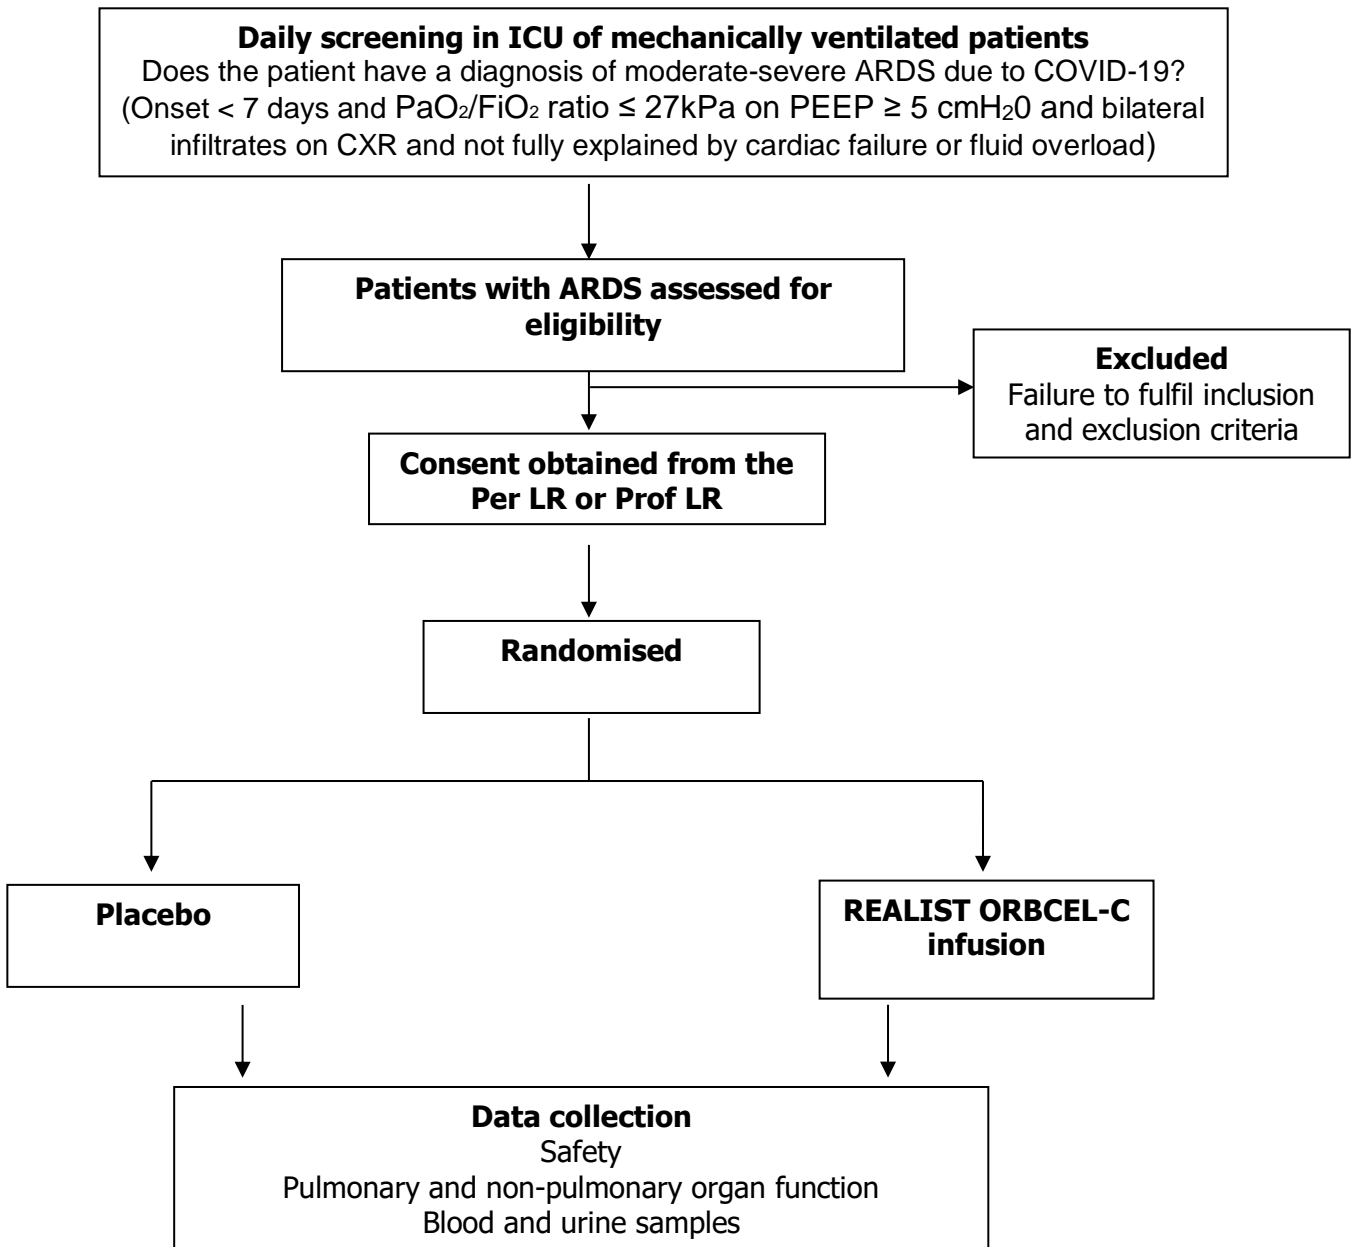 Daily screening in ICU of mechanically ventilated patients
Does the patient have a diagnosis of moderate-severe ARDS due to COVID-19?
(Onset < 7 days and PaO₂/FiO₂ ratio ≤ 27kPa on PEEP ≥ 5 cmH₂0 and bilateral
infiltrates on CXR and not fully explained by cardiac failure or fluid overload)
Patients with ARDS assessed for
eligibility
Excluded
Failure to fulfil inclusion
and exclusion criteria
Consent obtained from the
Per LR or Prof LR
Randomised
Placebo
REALIST ORBCEL-C
infusion
Data collection
Safety
Pulmonary and non-pulmonary organ function
Blood and urine samples